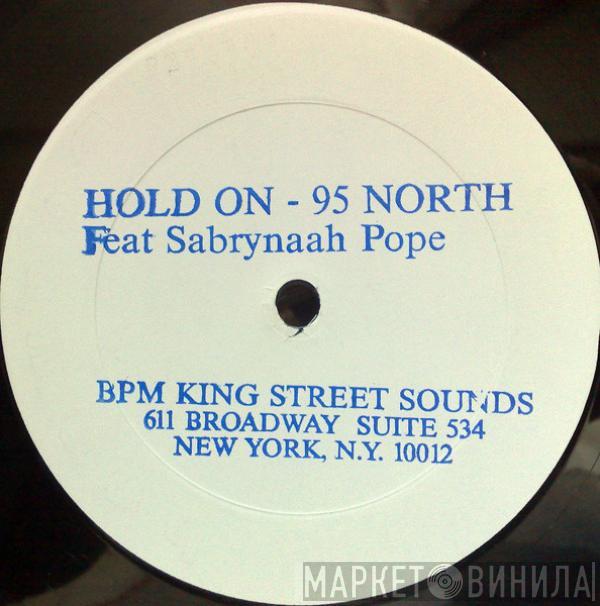 HOLD ON - 95 NORTH
Feat Sabrynaah Pope
BPM KING STREET SOUNDS
611 BROADWAY SUITE 534
NEW YORK, N.Y. 10012
МАРКЕТ ВИНИЛА